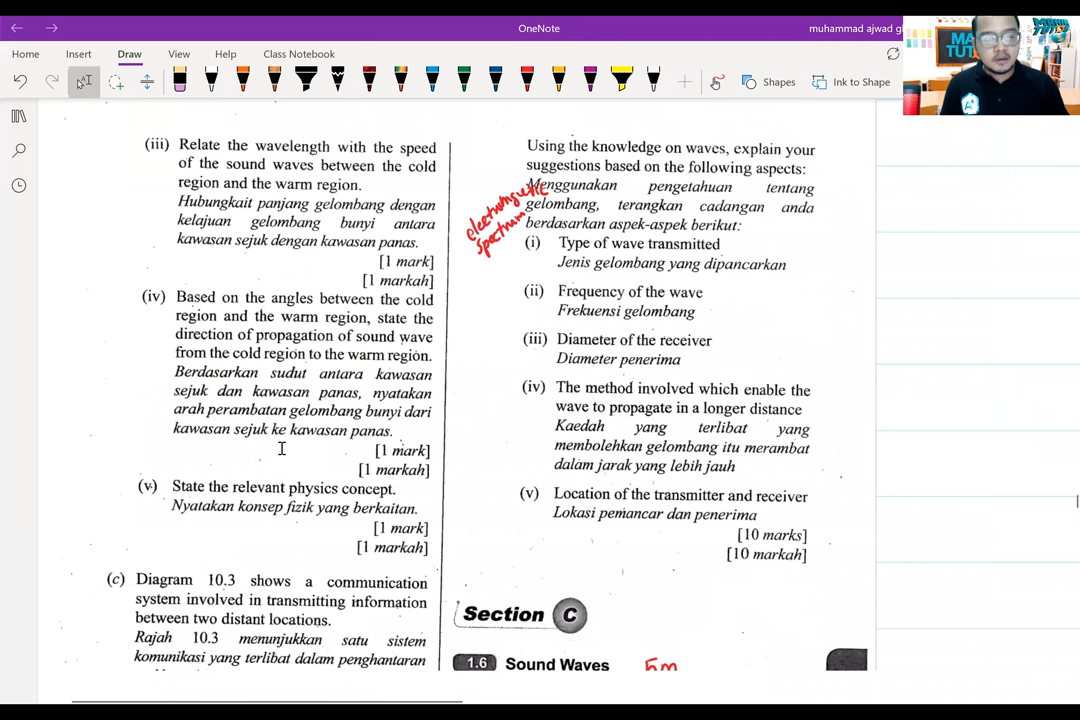 OneNote
muhammad ajwad g
Home
Insert
Draw
View
Help
Class Notebook
Shapes
Ink to Shape
(iii) Relate the wavelength with the speed
of the sound waves between the cold
region and the warm region.
Hubungkait panjang gelombang dengan
kelajuan gelombang bunyi antara
kawasan sejuk dengan kawasan panas.
[1 mark]
[1 markah]
(iv) Based on the angles between the cold
region and the warm region, state the
direction of propagation of sound wave
from the cold region to the warm region.
Berdasarkan sudut antara kawasan
sejuk dan kawasan panas, nyatakan
arah perambatan gelombang bunyi dari
kawasan sejuk ke kawasan panas.
[1 mark]
[1 markah]
(v) State the relevant physics concept.
Nyatakan konsep fizik yang berkaitan.
[1 mark]
[1 markah]
(c) Diagram 10.3 shows a communication
system involved in transmitting information
between two distant locations.
Rajah 10.3 menunjukkan satu sistem
komunikasi yang terlibat dalam penghantaran
Using the knowledge on waves, explain your
suggestions based on the following aspects:
Menggunakan pengetahuan tentang
gelombang, terangkan cadangan anda
berdasarkan aspek-aspek berikut:
electromagnetic
spectrum
(i) Type of wave transmitted
Jenis gelombang yang dipancarkan
(ii) Frequency of the wave
Frekuensi gelombang
(iii) Diameter of the receiver
Diameter penerima
(iv) The method involved which enable the
wave to propagate in a longer distance
Kaedah yang terlibat yang
membolehkan gelombang itu merambat
dalam jarak yang lebih jauh
(v) Location of the transmitter and receiver
Lokasi pemancar dan penerima
[10 marks]
[10 markah]
Section C
1.6 Sound Waves
5m